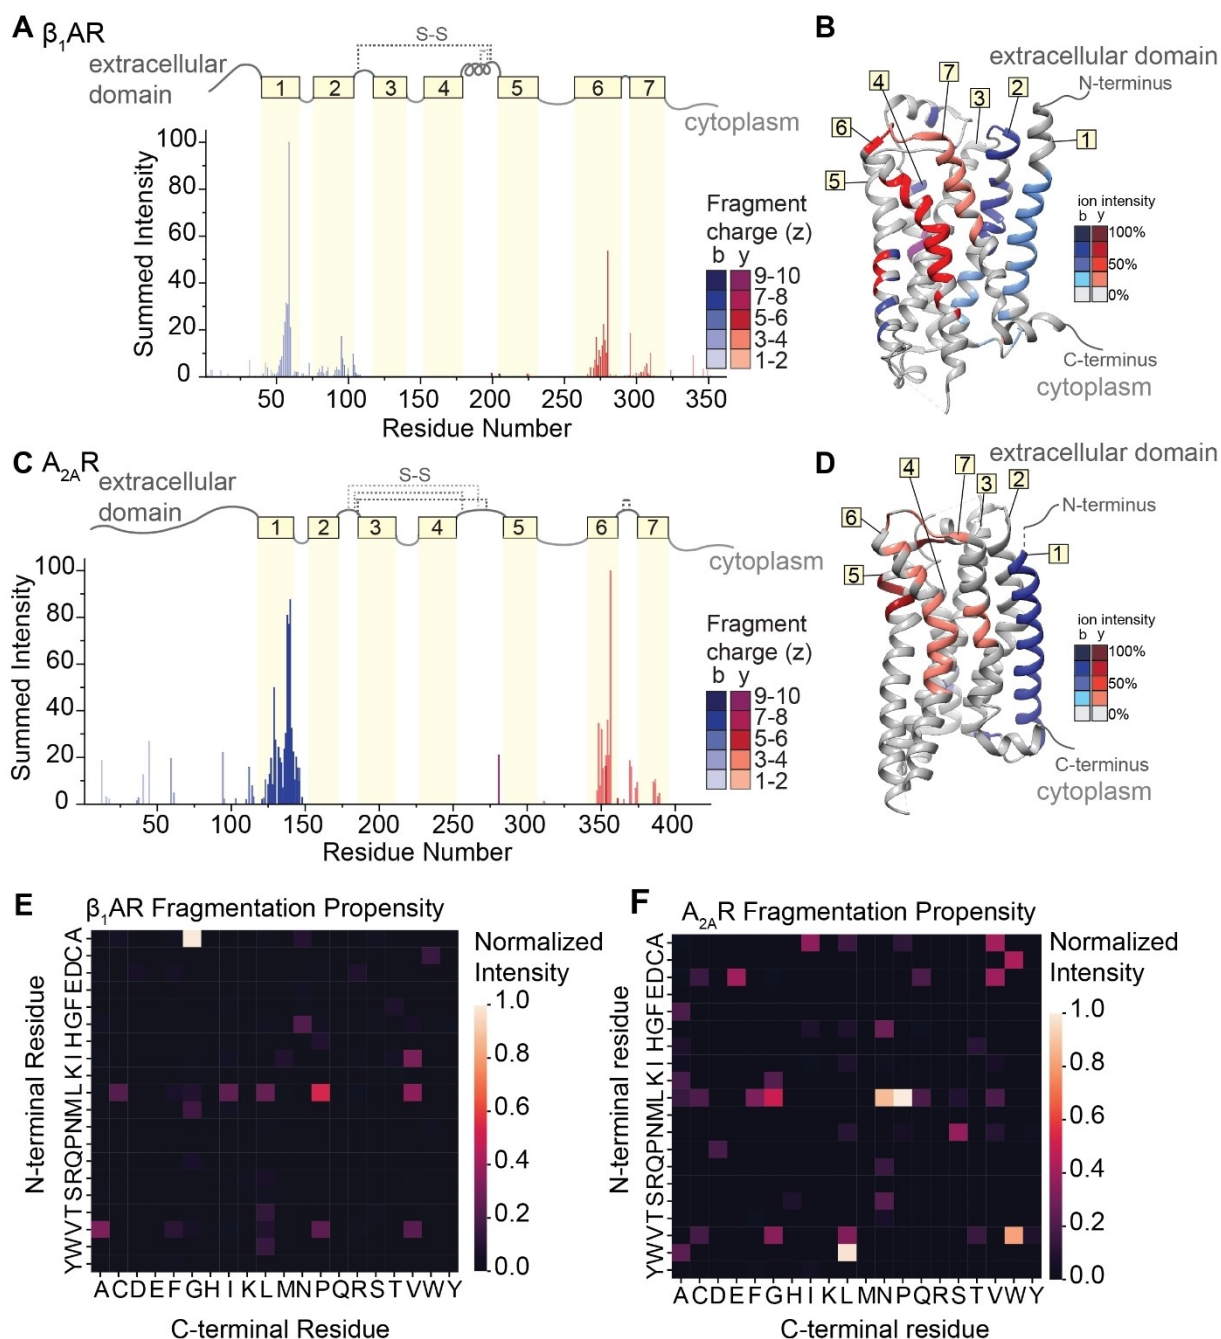 A β₁AR
extracellular
domain
S-S
1 2 3 4 5 6 7
cytoplasm
Summed Intensity
100
80
60
40
20
0
50 100 150 200 250 300 350
Residue Number
Fragment
charge (z)
b y
9-10
7-8
5-6
3-4
1-2
B
extracellular domain
N-terminus
7
4
3
2
6
1
5
ion intensity
b y
100%
50%
0%
C-terminus
cytoplasm
C A₂ₐR
extracellular
domain
S-S
1 2 3 4 5 6 7
cytoplasm
Summed Intensity
100
80
60
40
20
0
50 100 150 200 250 300 350 400
Residue Number
Fragment
charge (z)
b y
9-10
7-8
5-6
3-4
1-2
D
extracellular domain
4
7
3
2
N-terminus
6
1
5
ion intensity
b y
100%
50%
0%
C-terminus
cytoplasm
E β₁AR Fragmentation Propensity
N-terminal Residue
YWVTSRQPNMLKIHGFEDCA
ACDEFGHIKLMNPQRSTVWY
C-terminal Residue
Normalized
Intensity
1.0
0.8
0.6
0.4
0.2
0.0
F A₂ₐR Fragmentation Propensity
N-terminal residue
YWVTSRQPNMLKIHGFEDCA
ACDEFGHIKLMNPQRSTVWY
C-terminal residue
Normalized
Intensity
1.0
0.8
0.6
0.4
0.2
0.0